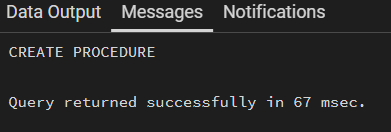 Data Output Messages Notifications
CREATE PROCEDURE
Query returned successfully in 67 msec.